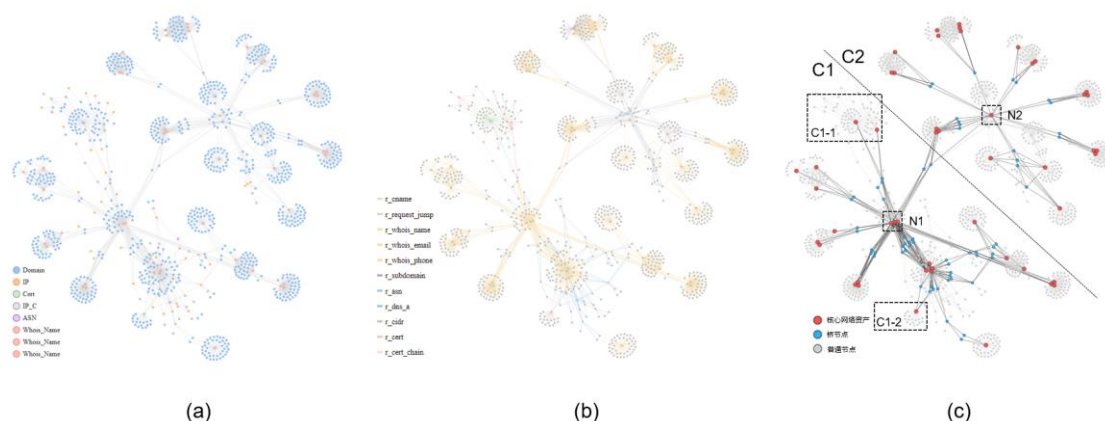 Domain
IP
Cert
IP_C
ASN
Whois_Name
Whois_Name
Whois_Name
(a)
r_cname
r_request_jump
r_whois_name
r_whois_email
r_whois_phone
r_subdomain
r_asn
r_dns_a
r_cidr
r_cert
r_cert_chain
(b)
C1
C2
C1-1
N2
N1
C1-2
核心网络资产
桥节点
普通节点
(c)